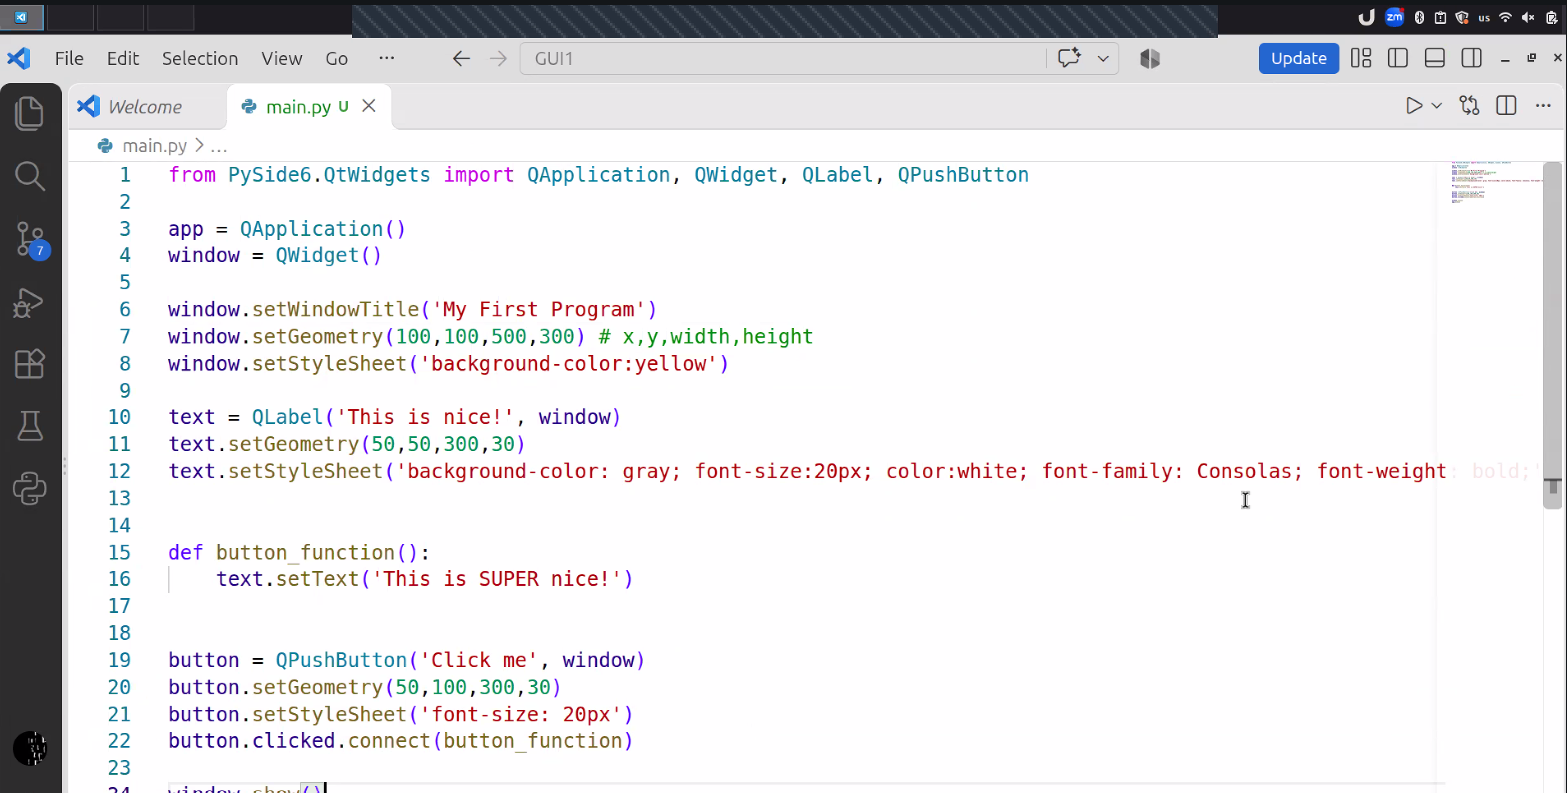 zm us
File Edit Selection View Go ··· GUI1 Update
Welcome main.py U
main.py > ...
7
1 from PySide6.QtWidgets import QApplication, QWidget, QLabel, QPushButton
2
3 app = QApplication()
4 window = QWidget()
5
6 window.setWindowTitle('My First Program')
7 window.setGeometry(100,100,500,300) # x,y,width,height
8 window.setStyleSheet('background-color:yellow')
9
10 text = QLabel('This is nice!', window)
11 text.setGeometry(50,50,300,30)
12 text.setStyleSheet('background-color: gray; font-size:20px; color:white; font-family: Consolas; font-weight: bold;'
13
14
15 def button_function():
16     text.setText('This is SUPER nice!')
17
18
19 button = QPushButton('Click me', window)
20 button.setGeometry(50,100,300,30)
21 button.setStyleSheet('font-size: 20px')
22 button.clicked.connect(button_function)
23
24 window.show()